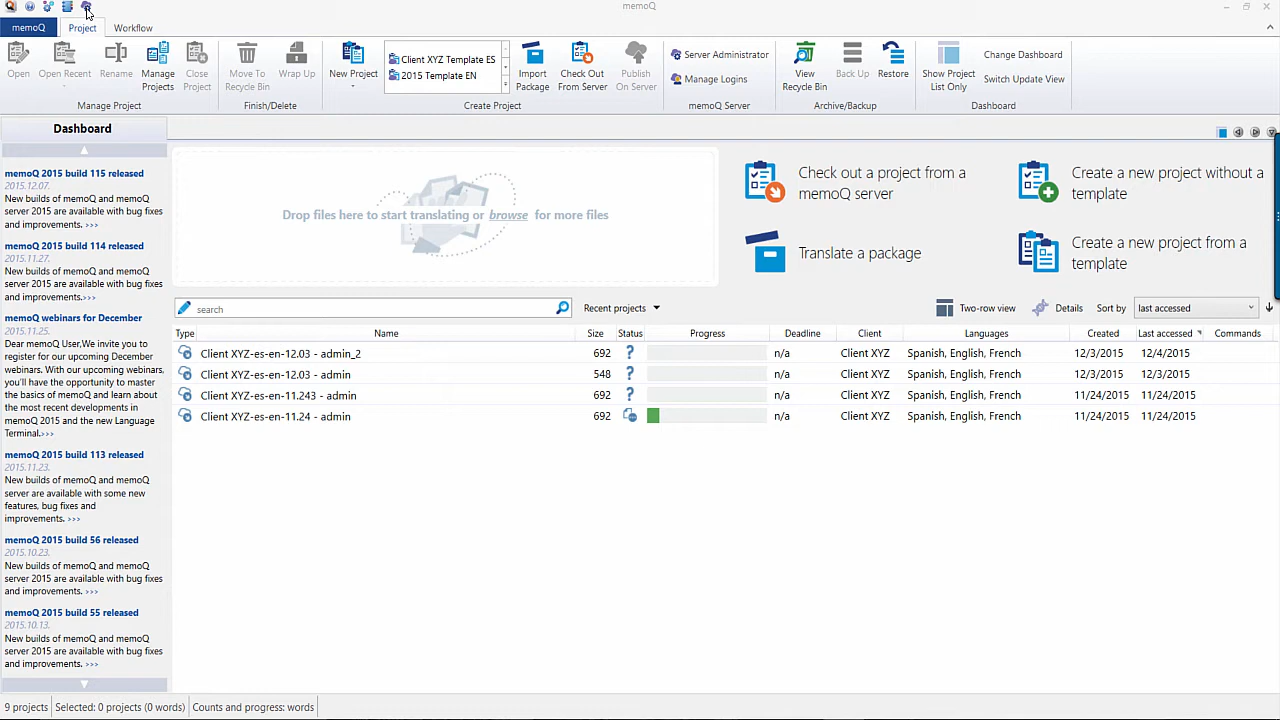 memoQ
memoQ Project Workflow
Open Open Recent Rename Manage Projects Close Project
Manage Project
Move To Recycle Bin Wrap Up
Finish/Delete
New Project
Client XYZ Template ES
2015 Template EN
Import Package Check Out From Server Publish On Server
Create Project
Server Administrator
Manage Logins
memoQ Server
View Recycle Bin Back Up Restore
Archive/Backup
Show Project List Only
Change Dashboard
Switch Update View
Dashboard
Dashboard
memoQ 2015 build 115 released
2015.12.07.
New builds of memoQ and memoQ
server 2015 are available with bug fixes
and improvements. >>>
memoQ 2015 build 114 released
2015.11.27.
New builds of memoQ and memoQ
server 2015 are available with bug fixes
and improvements.>>>
memoQ webinars for December
2015.11.25.
Dear memoQ User,We invite you to
register for our upcoming December
webinars. With our upcoming webinars,
you'll have the opportunity to master
the basics of memoQ and learn about
the most recent developments in
memoQ 2015 and the new Language
Terminal.>>>
memoQ 2015 build 113 released
2015.11.23.
New builds of memoQ and memoQ
server are available with some new
features, bug fixes and
improvements. >>>
memoQ 2015 build 56 released
2015.10.23.
New builds of memoQ and memoQ
server 2015 are available with bug fixes
and improvements. >>>
memoQ 2015 build 55 released
2015.10.13.
New builds of memoQ and memoQ
server 2015 are available with bug fixes
and improvements. >>>
Drop files here to start translating or browse for more files
Check out a project from a
memoQ server
Create a new project without a
template
Translate a package
Create a new project from a
template
search Recent projects Two-row view Details Sort by last accessed
Type Name Size Status Progress Deadline Client Languages Created Last accessed Commands
Client XYZ-es-en-12.03 - admin_2 692 ? n/a Client XYZ Spanish, English, French 12/3/2015 12/4/2015
Client XYZ-es-en-12.03 - admin 548 ? n/a Client XYZ Spanish, English, French 12/3/2015 12/3/2015
Client XYZ-es-en-11.243 - admin 692 ? n/a Client XYZ Spanish, English, French 11/24/2015 11/24/2015
Client XYZ-es-en-11.24 - admin 692 n/a Client XYZ Spanish, English, French 11/24/2015 11/24/2015
9 projects Selected: 0 projects (0 words) Counts and progress: words